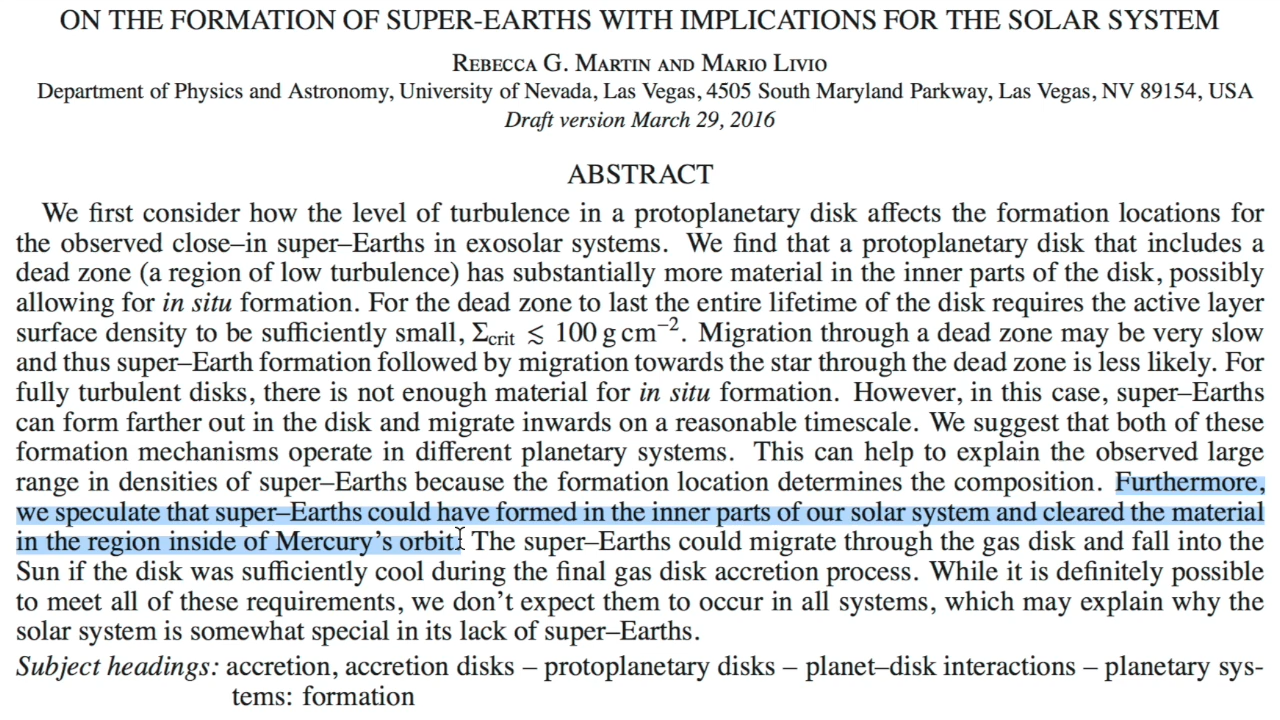 ON THE FORMATION OF SUPER-EARTHS WITH IMPLICATIONS FOR THE SOLAR SYSTEM
Rebecca G. Martin and Mario Livio
Department of Physics and Astronomy, University of Nevada, Las Vegas, 4505 South Maryland Parkway, Las Vegas, NV 89154, USA
Draft version March 29, 2016
ABSTRACT
We first consider how the level of turbulence in a protoplanetary disk affects the formation locations for
the observed close–in super–Earths in exosolar systems. We find that a protoplanetary disk that includes a
dead zone (a region of low turbulence) has substantially more material in the inner parts of the disk, possibly
allowing for in situ formation. For the dead zone to last the entire lifetime of the disk requires the active layer
surface density to be sufficiently small, Σcrit ≲ 100 g cm⁻². Migration through a dead zone may be very slow
and thus super–Earth formation followed by migration towards the star through the dead zone is less likely. For
fully turbulent disks, there is not enough material for in situ formation. However, in this case, super–Earths
can form farther out in the disk and migrate inwards on a reasonable timescale. We suggest that both of these
formation mechanisms operate in different planetary systems. This can help to explain the observed large
range in densities of super–Earths because the formation location determines the composition. Furthermore,
we speculate that super–Earths could have formed in the inner parts of our solar system and cleared the material
in the region inside of Mercury's orbit. The super–Earths could migrate through the gas disk and fall into the
Sun if the disk was sufficiently cool during the final gas disk accretion process. While it is definitely possible
to meet all of these requirements, we don't expect them to occur in all systems, which may explain why the
solar system is somewhat special in its lack of super–Earths.
Subject headings: accretion, accretion disks – protoplanetary disks – planet–disk interactions – planetary sys-
tems: formation